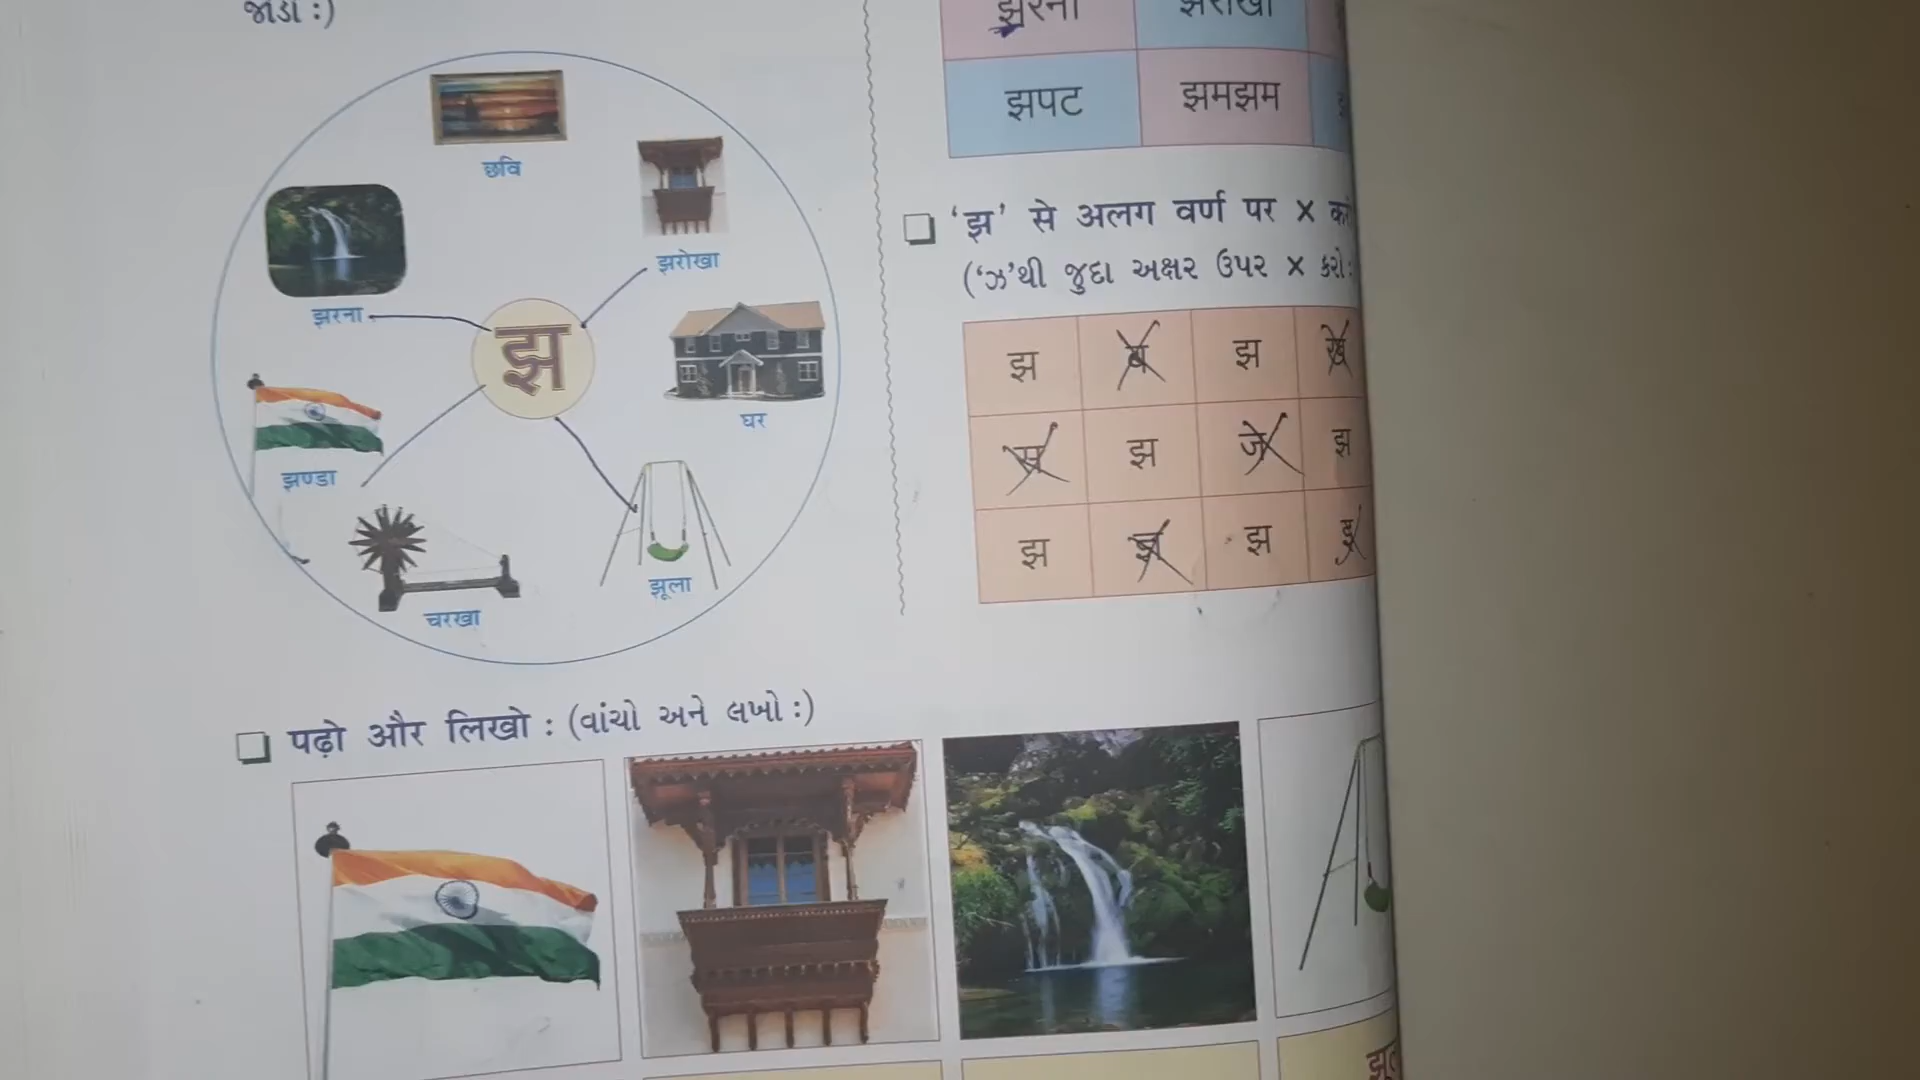 જોડો :)
छवि
झरोखा
झरना
घर
झ
झण्डा
झूला
चरखा
झरना झरोखा
झपट झमझम
'झ' से अलग वर्ण पर × करो
('ઝ'થી જુદા અક્ષર ઉપર × કરો :
झ झ
झ झ
झ झ
पढ़ो और लिखो : (વાંચો અને લખો :)